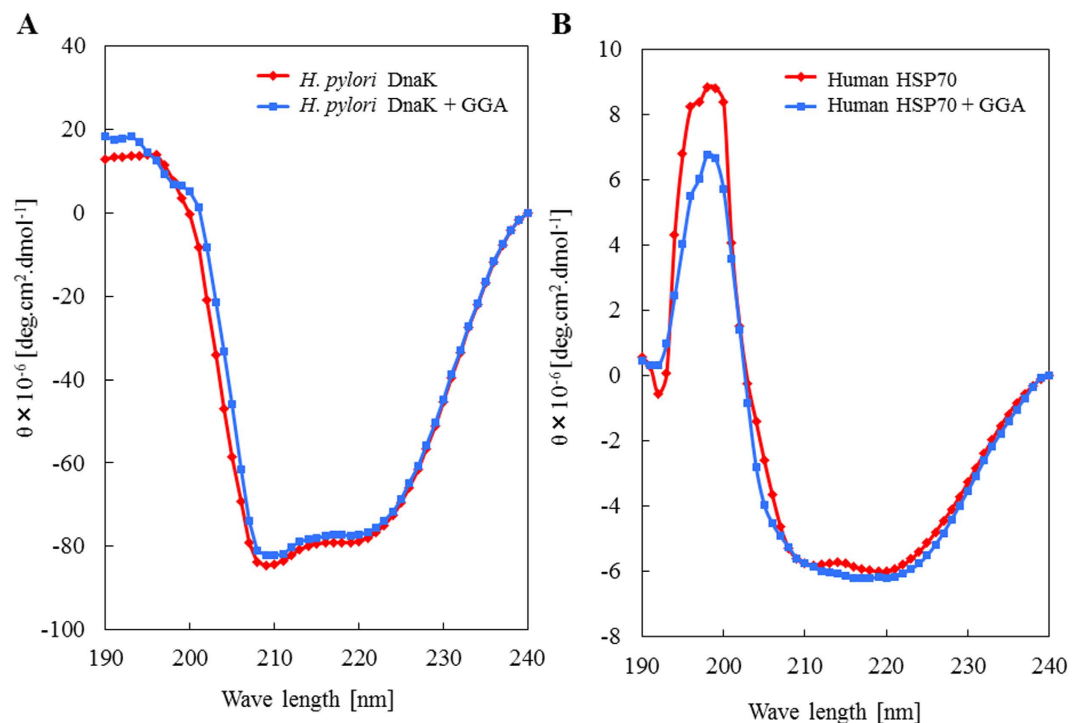 A
40
20
0
-20
-40
-60
-80
-100
θ × 10⁻⁶ [deg.cm².dmol⁻¹]
H. pylori DnaK
H. pylori DnaK + GGA
190 200 210 220 230 240
Wave length [nm]
B
10
8
6
4
2
0
-2
-4
-6
-8
θ × 10⁻⁶ [deg.cm².dmol⁻¹]
Human HSP70
Human HSP70 + GGA
190 200 210 220 230 240
Wave length [nm]